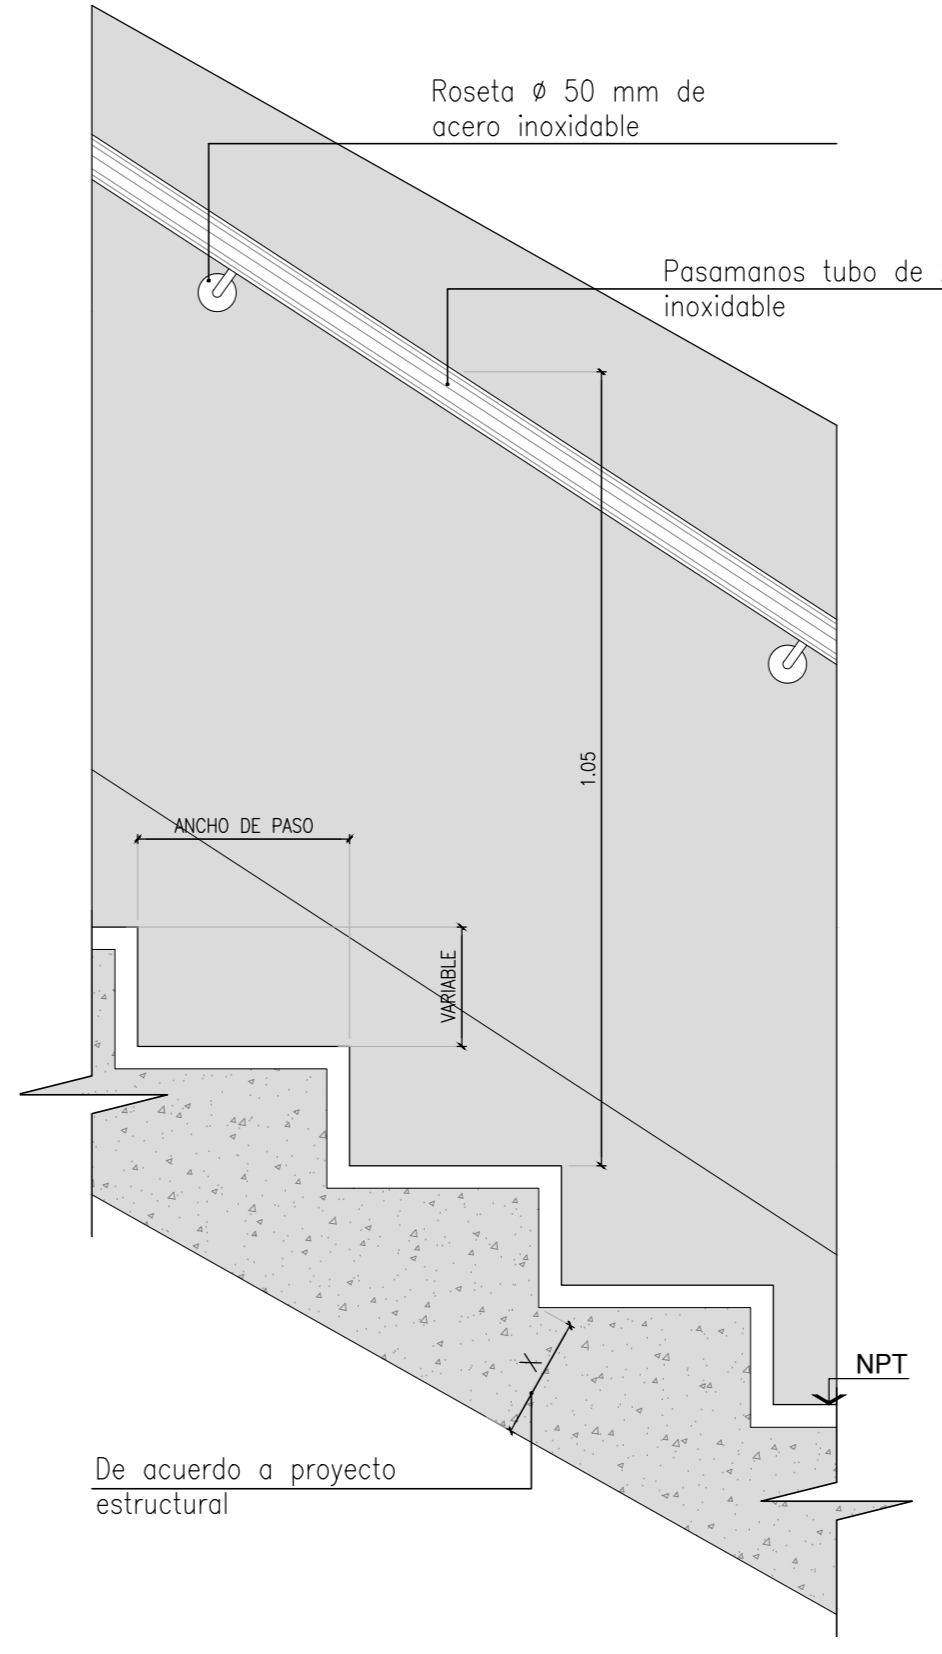 Roseta ø 50 mm de
acero inoxidable
Pasamanos tubo de
inoxidable
1.05
ANCHO DE PASO
VARIABLE
X
NPT
De acuerdo a proyecto
estructural